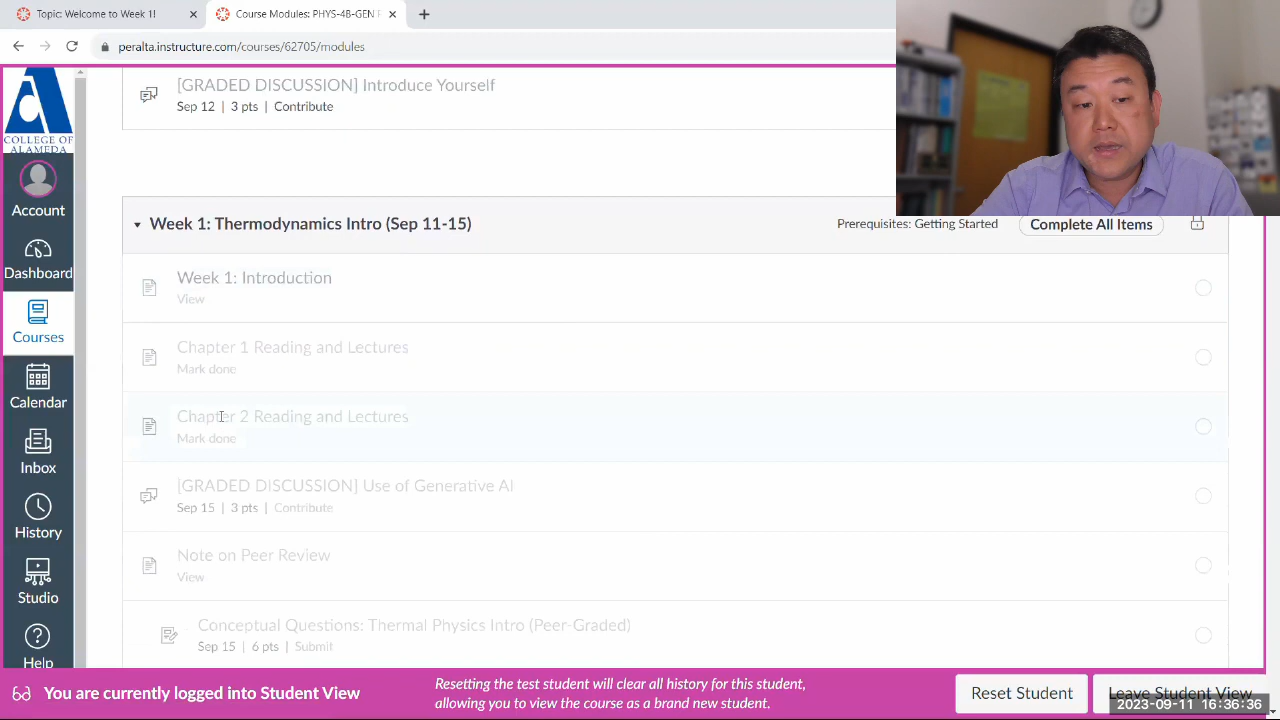 Topic: Welcome to Week 1!
Course Modules: PHYS-4B-GEN
peralta.instructure.com/courses/62705/modules
[GRADED DISCUSSION] Introduce Yourself
Sep 12 | 3 pts | Contribute
COLLEGE OF
ALAMEDA
Account
Dashboard
Courses
Calendar
Inbox
History
Studio
Help
Week 1: Thermodynamics Intro (Sep 11-15)
Prerequisites: Getting Started
Complete All Items
Week 1: Introduction
View
Chapter 1 Reading and Lectures
Mark done
Chapter 2 Reading and Lectures
Mark done
[GRADED DISCUSSION] Use of Generative AI
Sep 15 | 3 pts | Contribute
Note on Peer Review
View
Conceptual Questions: Thermal Physics Intro (Peer-Graded)
Sep 15 | 6 pts | Submit
You are currently logged into Student View
Resetting the test student will clear all history for this student,
allowing you to view the course as a brand new student.
Reset Student
Leave Student View
2023-09-11 16:36:36